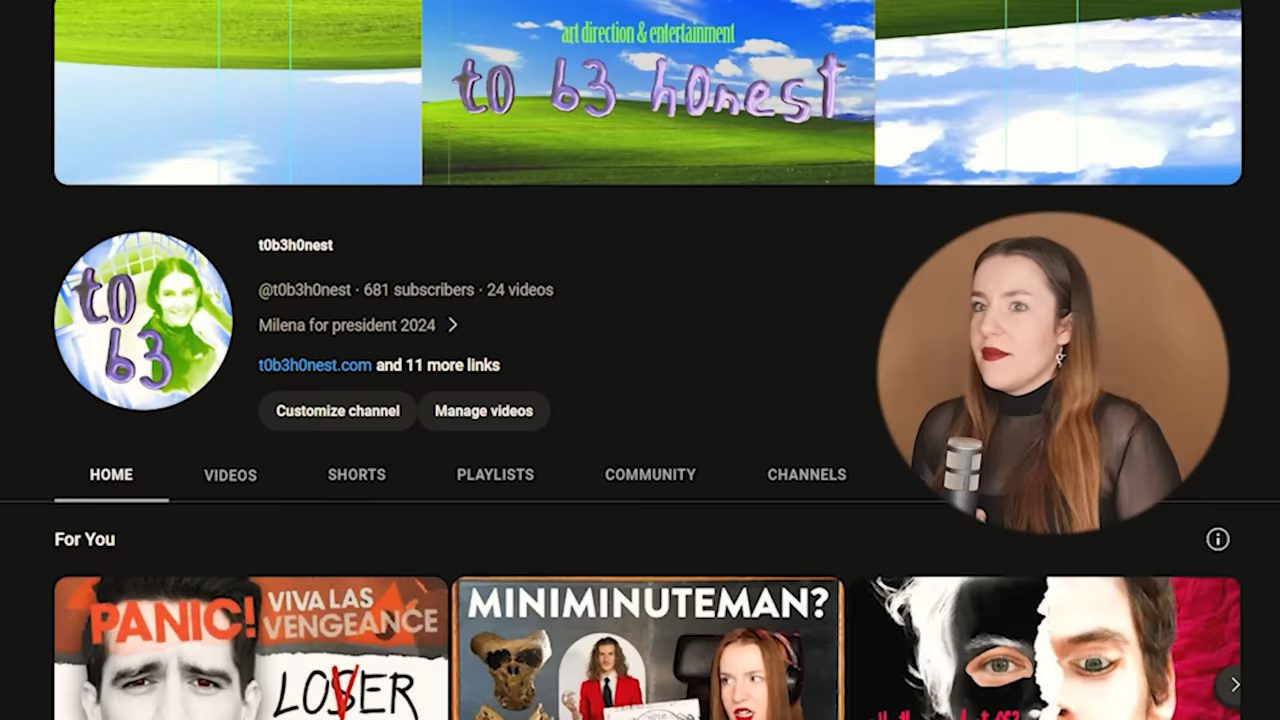 art direction & entertainment
t0 b3 h0nest
t0
b3
t0b3h0nest
@t0b3h0nest · 681 subscribers · 24 videos
Milena for president 2024
t0b3h0nest.com and 11 more links
Customize channel Manage videos
HOME VIDEOS SHORTS PLAYLISTS COMMUNITY CHANNELS
For You
PANIC! VIVA LAS
VENGEANCE
LOSER
MINIMINUTEMAN?